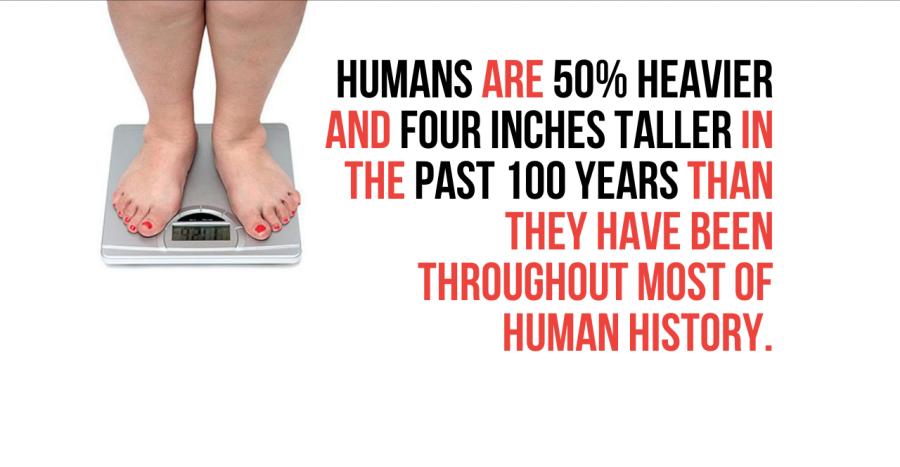 HUMANS ARE 50% HEAVIER
AND FOUR INCHES TALLER IN
THE PAST 100 YEARS THAN
THEY HAVE BEEN
THROUGHOUT MOST OF
HUMAN HISTORY.